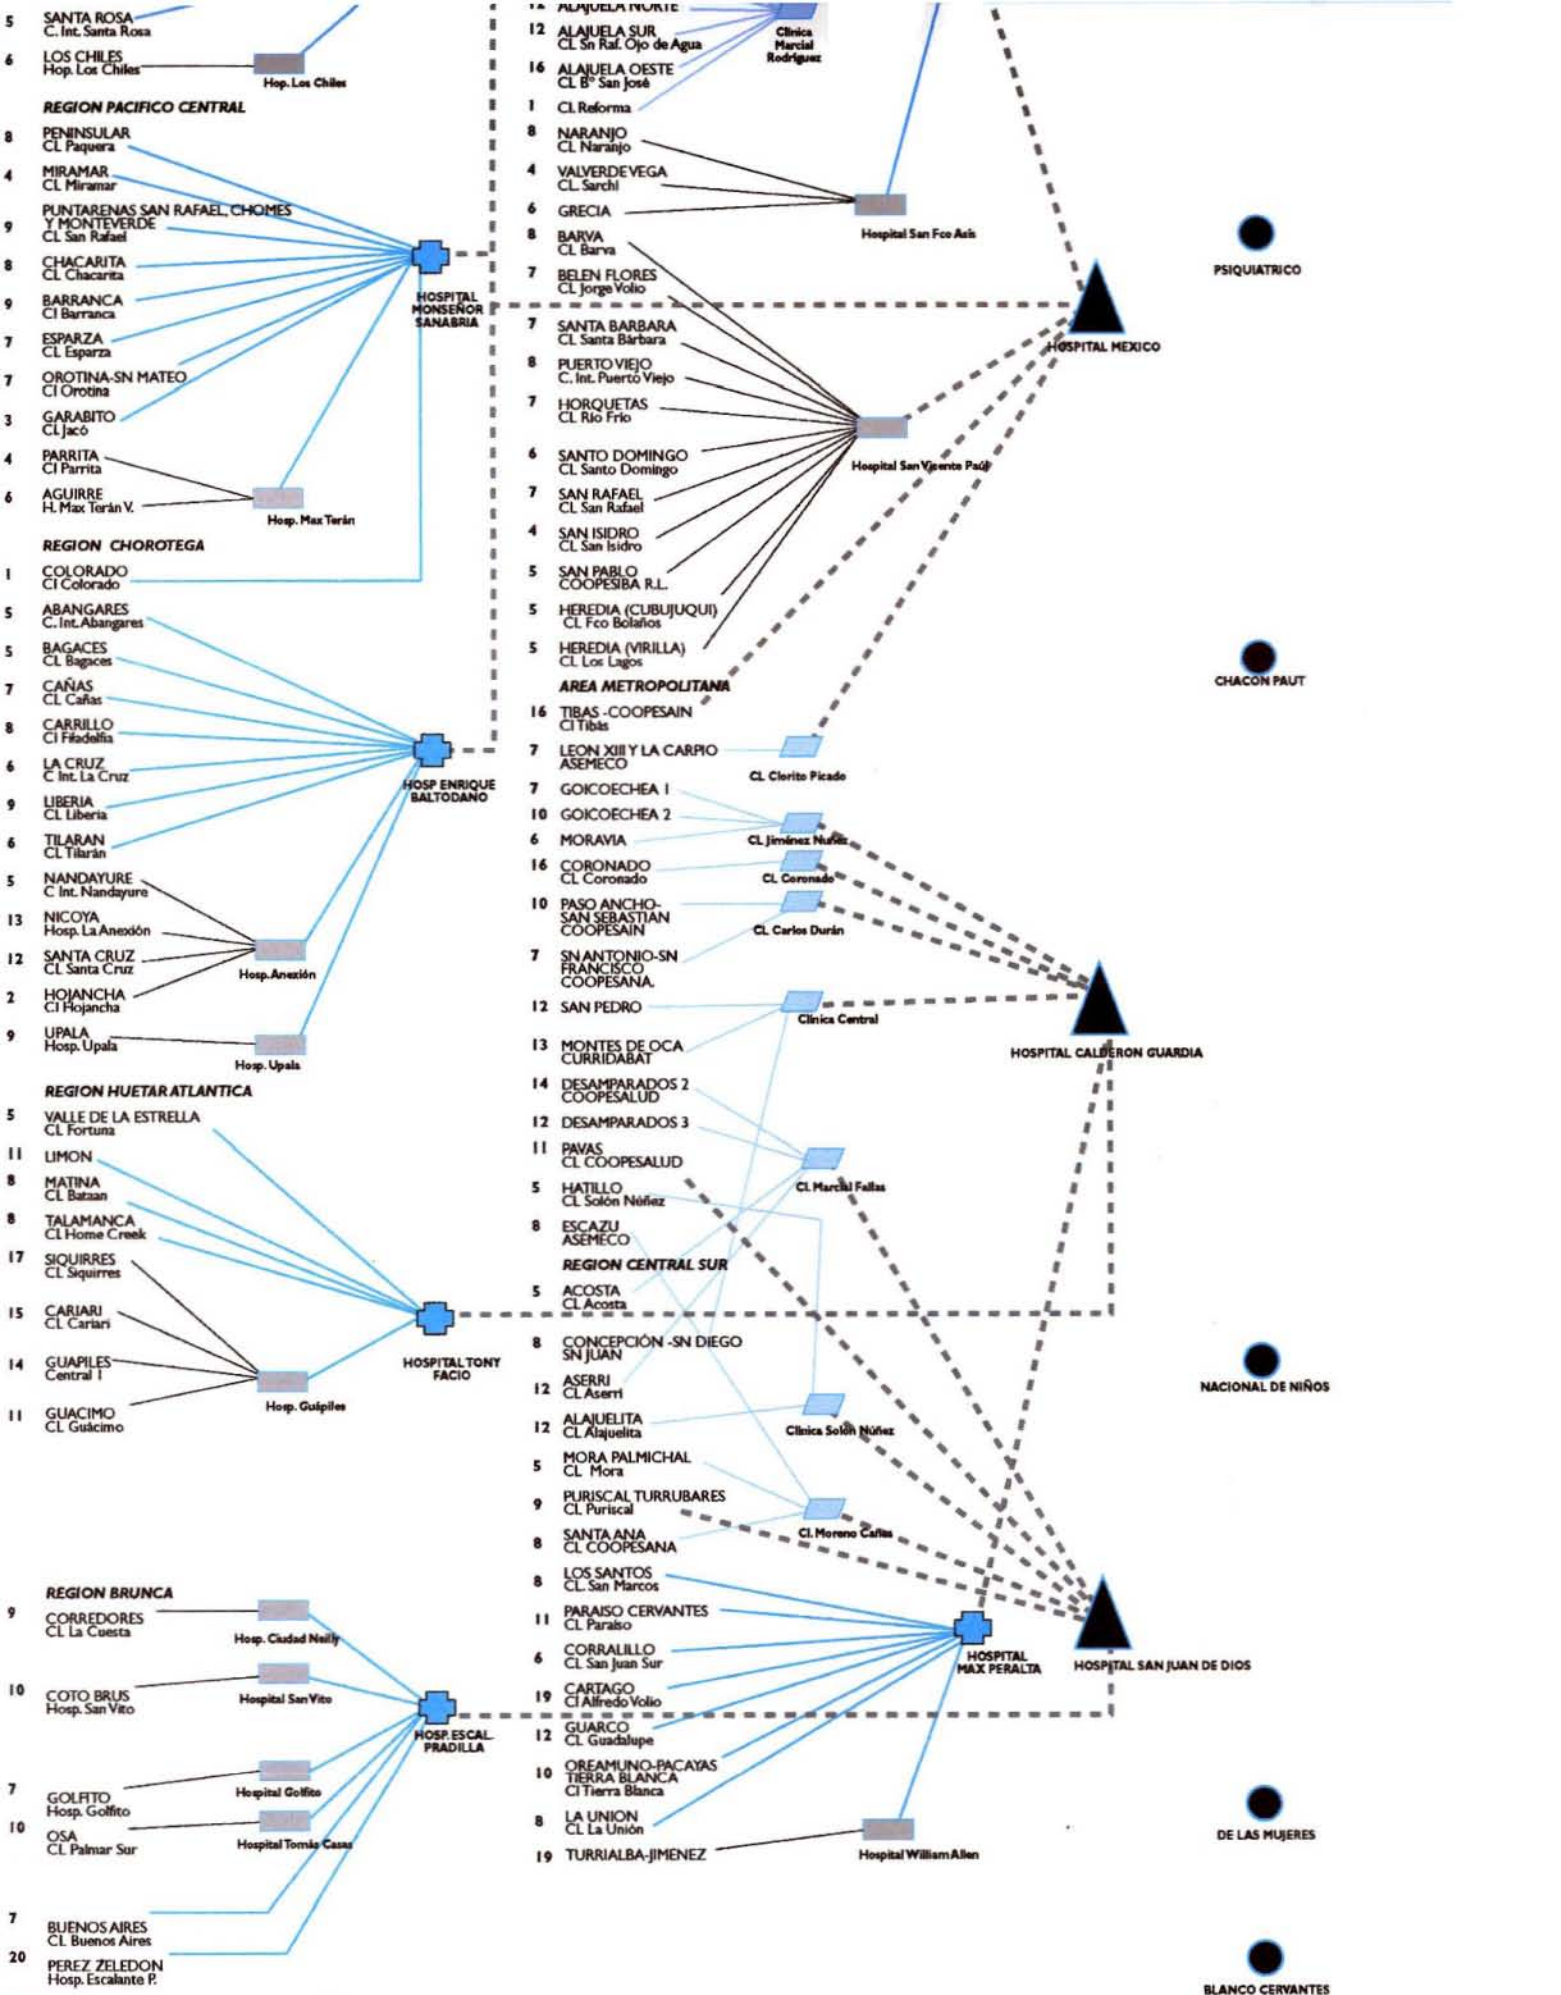 5 SANTA ROSA
C. Int. Santa Rosa
6 LOS CHILES
Hop. Los Chiles
Hop. Los Chiles
REGION PACIFICO CENTRAL
8 PENINSULAR
CL Paquera
4 MIRAMAR
CL Miramar
PUNTARENAS SAN RAFAEL, CHOMES
9 Y MONTEVERDE
CL San Rafael
8 CHACARITA
CL Chacarita
9 BARRANCA
Cl Barranca
7 ESPARZA
CL Esparza
7 OROTINA-SN MATEO
Cl Orotina
3 GARABITO
CL Jacó
4 PARRITA
Cl Parrita
6 AGUIRRE
H. Max Terán V.
HOSPITAL
MONSEÑOR
SANABRIA
Hosp. Max Terán
REGION CHOROTEGA
1 COLORADO
Cl Colorado
5 ABANGARES
C. Int. Abangares
5 BAGACES
CL Bagaces
7 CAÑAS
CL Cañas
8 CARRILLO
Cl Filadelfia
6 LA CRUZ
C Int. La Cruz
9 LIBERIA
CL Liberia
6 TILARAN
CL Tilarán
5 NANDAYURE
C Int. Nandayure
13 NICOYA
Hosp. La Anexión
12 SANTA CRUZ
CL Santa Cruz
2 HOJANCHA
Cl Hojancha
9 UPALA
Hosp. Upala
HOSP ENRIQUE
BALTODANO
Hosp. Anexión
Hosp. Upala
REGION HUETAR ATLANTICA
5 VALLE DE LA ESTRELLA
CL Fortuna
11 LIMON
8 MATINA
CL Bataan
8 TALAMANCA
CL Home Creek
17 SIQUIRRES
CL Siquirres
15 CARIARI
CL Cariari
14 GUAPILES
Central 1
11 GUACIMO
CL Guácimo
HOSPITAL TONY
FACIO
Hosp. Guápiles
REGION BRUNCA
9 CORREDORES
CL La Cuesta
10 COTO BRUS
Hosp. San Vito
7 GOLFITO
Hosp. Golfito
10 OSA
CL Palmar Sur
7 BUENOS AIRES
CL Buenos Aires
20 PEREZ ZELEDON
Hosp. Escalante P.
Hosp. Ciudad Neilly
Hospital San Vito
Hospital Golfito
Hospital Tomás Casas
HOSP. ESCAL.
PRADILLA
12 ALAJUELA NORTE
12 ALAJUELA SUR
CL Sn Raf. Ojo de Agua
16 ALAJUELA OESTE
CL Bº San José
1 CL Reforma
Clinica
Marcial
Rodriguez
8 NARANJO
CL Naranjo
4 VALVERDE VEGA
CL Sarchí
6 GRECIA
Hospital San Fco Asis
8 BARVA
CL Barva
7 BELEN FLORES
CL Jorge Volio
7 SANTA BARBARA
CL Santa Bárbara
8 PUERTO VIEJO
C. Int. Puerto Viejo
7 HORQUETAS
CL Rio Frio
6 SANTO DOMINGO
CL Santo Domingo
7 SAN RAFAEL
CL San Rafael
4 SAN ISIDRO
CL San Isidro
5 SAN PABLO
COOPESIBA R.L.
5 HEREDIA (CUBUJUQUI)
CL Fco Bolaños
5 HEREDIA (VIRILLA)
CL Los Lagos
Hospital San Vicente Paúl
AREA METROPOLITANA
16 TIBAS -COOPESAIN
Cl Tibás
7 LEON XIII Y LA CARPIO
ASEMECO
7 GOICOECHEA 1
10 GOICOECHEA 2
6 MORAVIA
16 CORONADO
CL Coronado
10 PASO ANCHO-
SAN SEBASTIAN
COOPESAIN
7 SN ANTONIO-SN
FRANCISCO
COOPESANA.
12 SAN PEDRO
13 MONTES DE OCA
CURRIDABAT
14 DESAMPARADOS 2
COOPESALUD
12 DESAMPARADOS 3
11 PAVAS
CL COOPESALUD
5 HATILLO
CL Solón Núñez
8 ESCAZU
ASEMECO
CL Clorito Picado
CL Jiménez Nuñez
CL Coronado
CL Carlos Durán
Clínica Central
Cl. Marcial Fallas
REGION CENTRAL SUR
5 ACOSTA
CL Acosta
8 CONCEPCIÓN -SN DIEGO
SN JUAN
12 ASERRI
CL Aserrí
12 ALAJUELITA
CL Alajuelita
5 MORA PALMICHAL
CL Mora
9 PURISCAL TURRUBARES
CL Puriscal
8 SANTA ANA
CL COOPESANA
8 LOS SANTOS
CL. San Marcos
11 PARAISO CERVANTES
CL Paraíso
6 CORRALILLO
CL San Juan Sur
19 CARTAGO
Cl Alfredo Volio
12 GUARCO
CL Guadalupe
10 OREAMUNO-PACAYAS
TIERRA BLANCA
Cl Tierra Blanca
8 LA UNION
CL La Unión
19 TURRIALBA-JIMENEZ
Clínica Solón Núñez
Cl. Moreno Cañas
HOSPITAL
MAX PERALTA
Hospital William Allen
HOSPITAL MEXICO
HOSPITAL CALDERON GUARDIA
HOSPITAL SAN JUAN DE DIOS
PSIQUIATRICO
CHACON PAUT
NACIONAL DE NIÑOS
DE LAS MUJERES
BLANCO CERVANTES